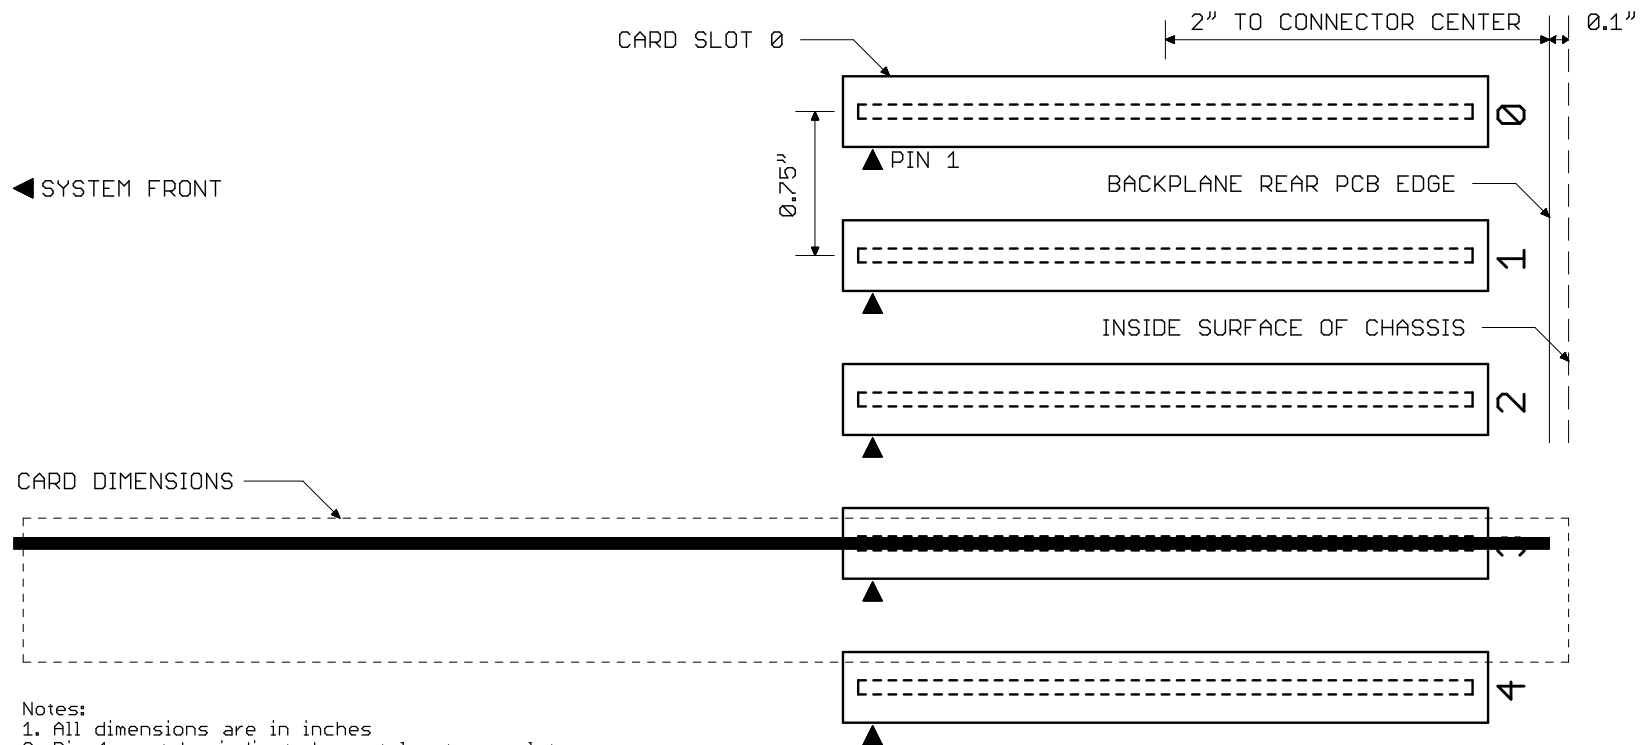 2” TO CONNECTOR CENTER
0.1”
CARD SLOT 0
0
PIN 1
0.75”
SYSTEM FRONT
BACKPLANE REAR PCB EDGE
1
INSIDE SURFACE OF CHASSIS
2
CARD DIMENSIONS
4
Notes:
1. All dimensions are in inches